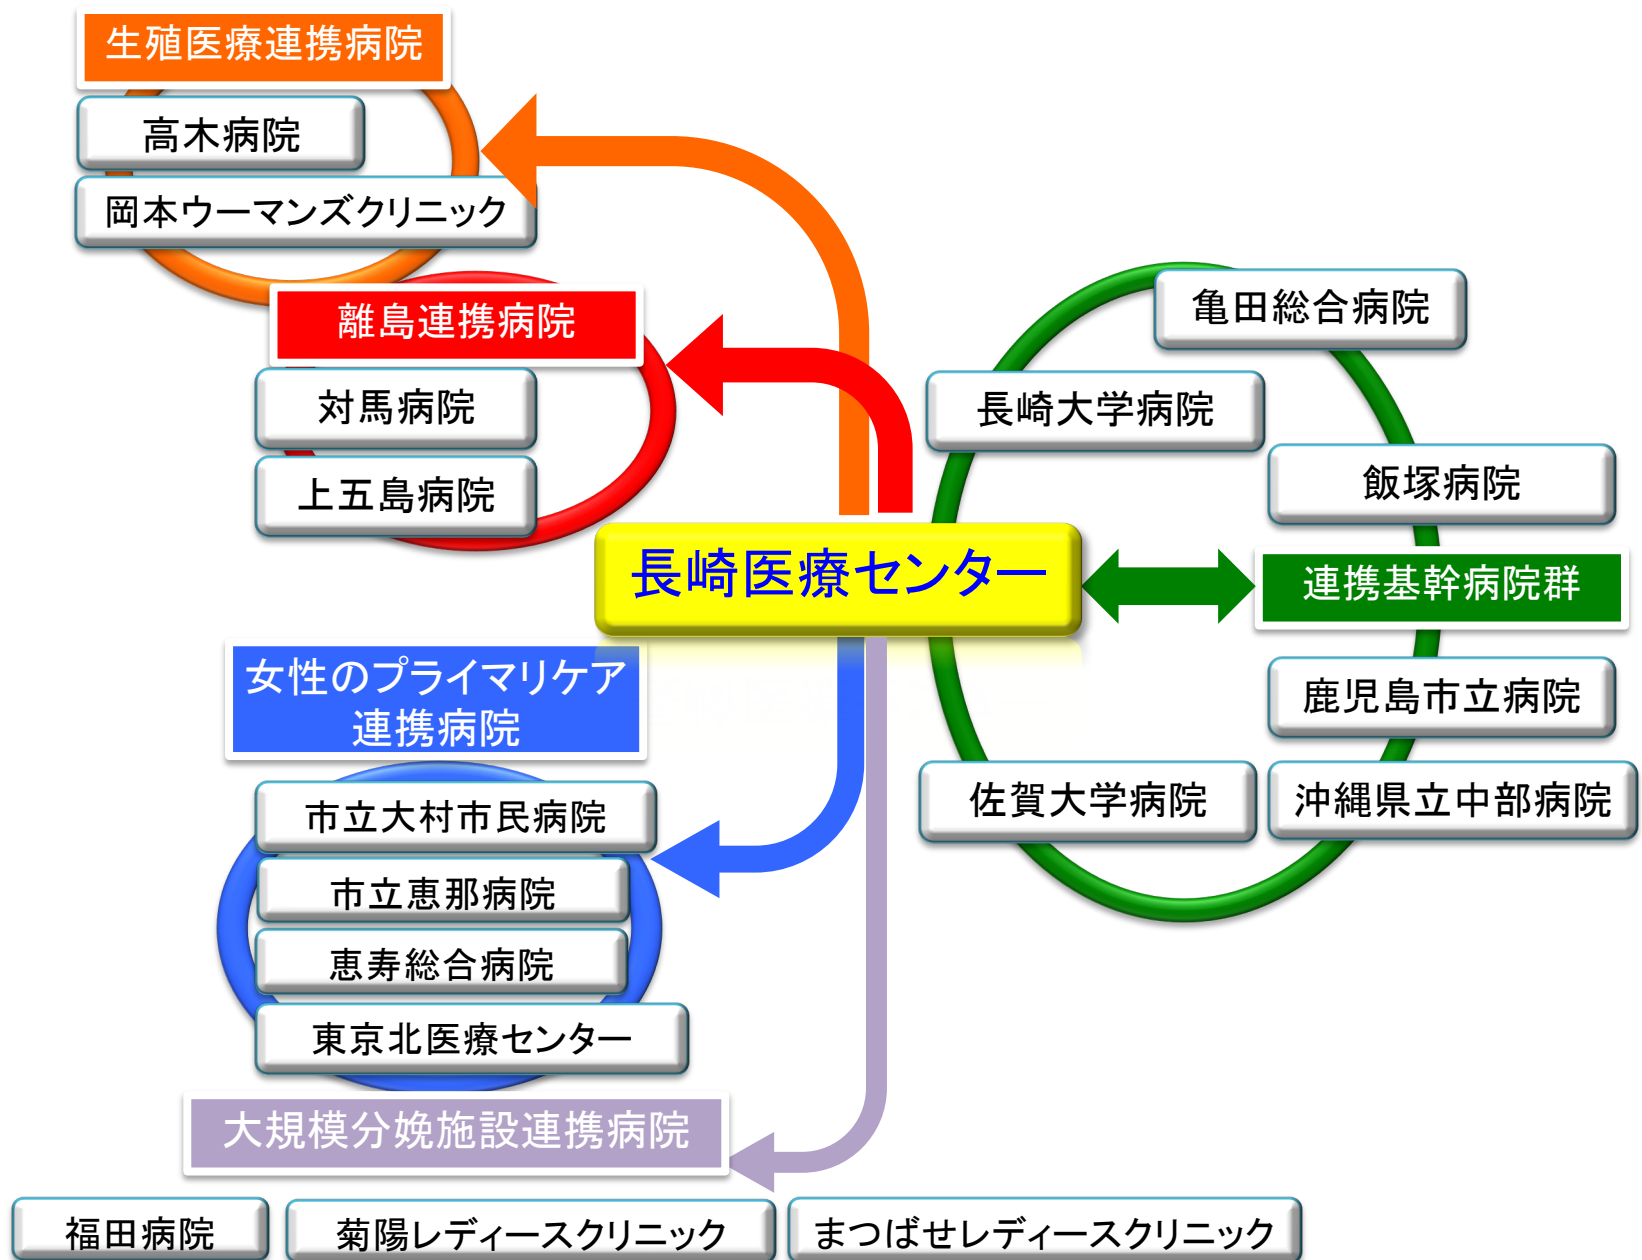 生殖医療連携病院
高木病院
岡本ウーマンズクリニック
離島連携病院
対馬病院
上五島病院
亀田総合病院
長崎大学病院
飯塚病院
長崎医療センター
連携基幹病院群
鹿児島市立病院
佐賀大学病院
沖縄県立中部病院
女性のプライマリケア
連携病院
市立大村市民病院
市立恵那病院
恵寿総合病院
東京北医療センター
大規模分娩施設連携病院
福田病院
菊陽レディースクリニック
まつばせレディースクリニック